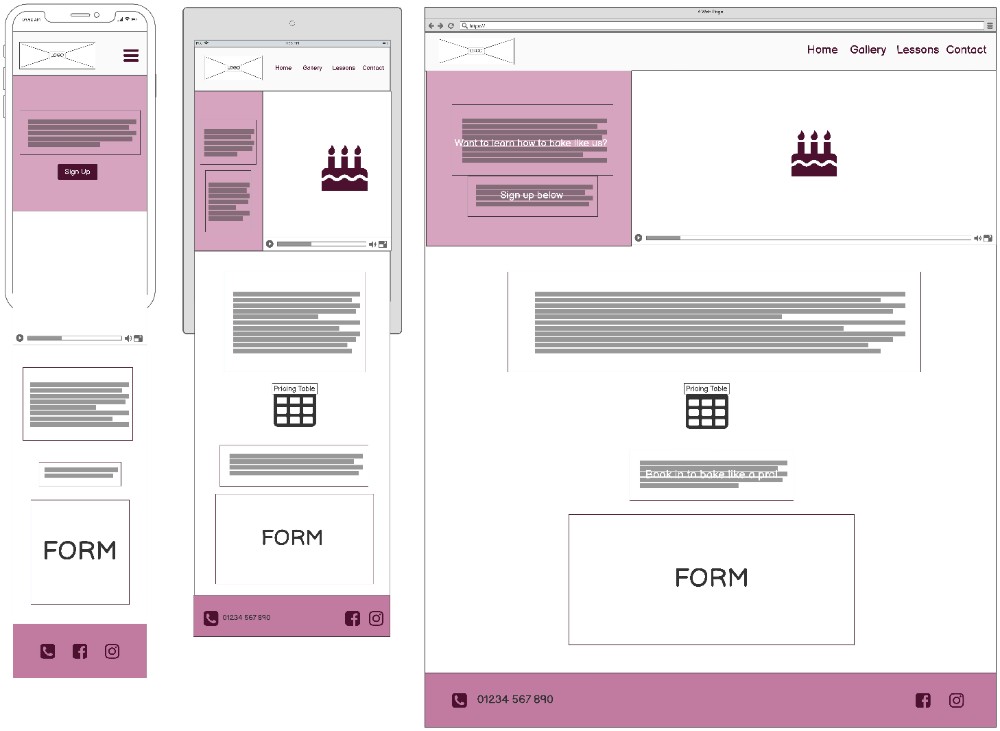 LOGO
Sign Up
FORM
LOGO
Home Gallery Lessons Contact
Pricing Table
FORM
01234 567 890
A Web Page
https://
Home Gallery Lessons Contact
Want to learn how to bake like us?
Sign up below
Pricing Table
Book in to bake like a pro!
FORM
01234 567 890